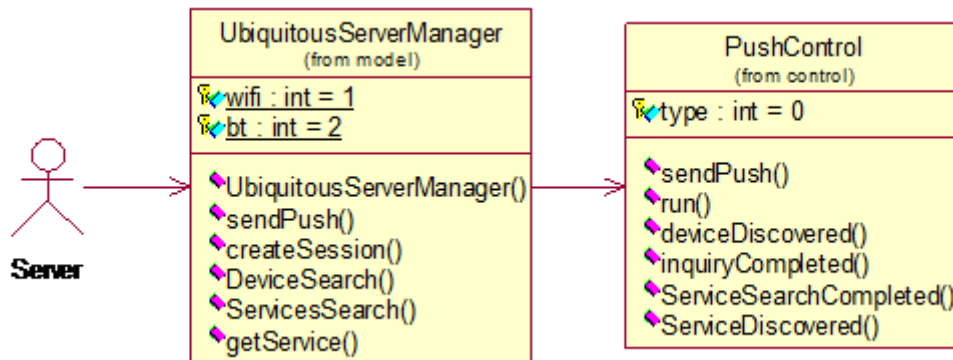 UbiquitousServerManager
(from model)
wifi : int = 1
bt : int = 2
UbiquitousServerManager()
sendPush()
createSession()
DeviceSearch()
ServicesSearch()
getService()
PushControl
(from control)
type : int = 0
sendPush()
run()
deviceDiscovered()
inquiryCompleted()
ServiceSearchCompleted()
ServiceDiscovered()
Server